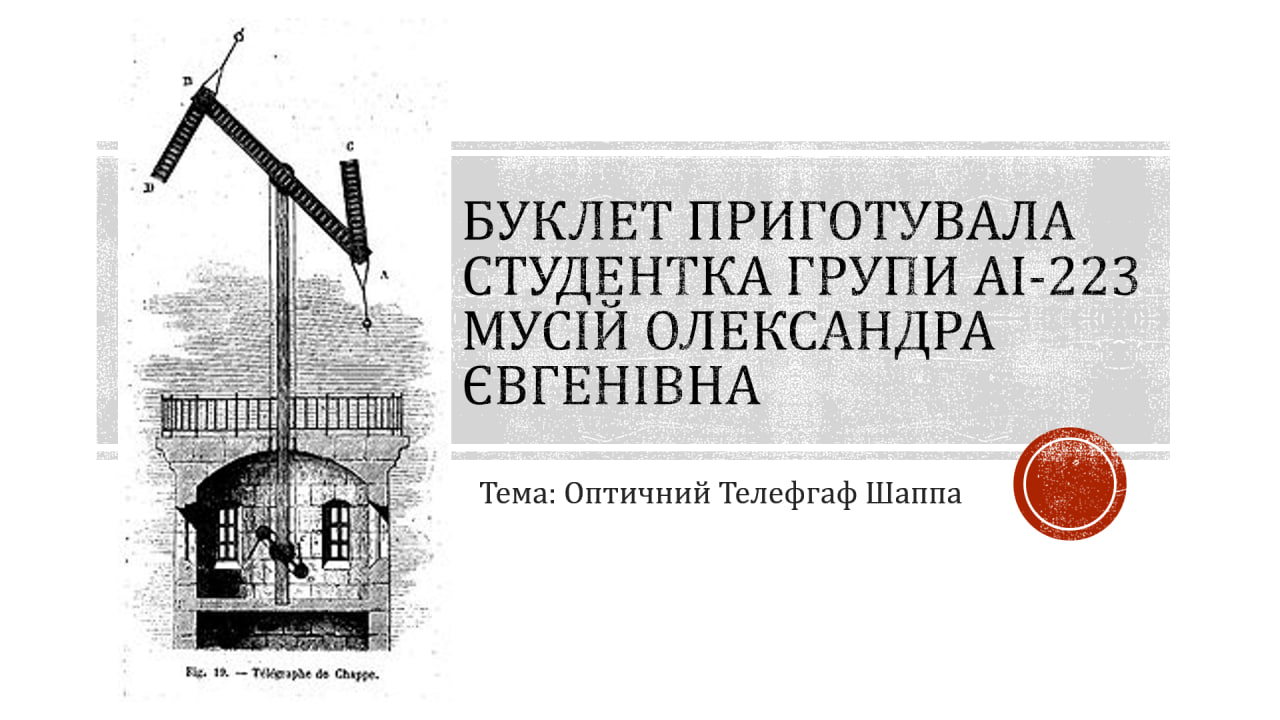 B
C
D
A
БУКЛЕТ ПРИГОТУВАЛА
СТУДЕНТКА ГРУПИ АІ-223
МУСІЙ ОЛЕКСАНДРА
ЄВГЕНІВНА
Тема: Оптичний Телефгаф Шаппа
Fig. 19. — Télégraphe de Chappe.